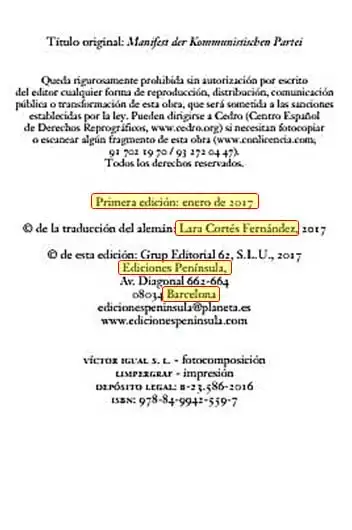 Título original: Manifest der Kommunistischen Partei
Queda rigurosamente prohibida sin autorización por escrito
del editor cualquier forma de reproducción, distribución, comunicación
pública o transformación de esta obra, que será sometida a las sanciones
establecidas por la ley. Pueden dirigirse a Cedro (Centro Español
de Derechos Reprográficos, www.cedro.org) si necesitan fotocopiar
o escanear algún fragmento de esta obra (www.conlicencia.com;
91 702 19 70 / 93 272 04 47).
Todos los derechos reservados.
Primera edición: enero de 2017
© de la traducción del alemán: Lara Cortés Fernández, 2017
© de esta edición: Grup Editorial 62, S.L.U., 2017
Ediciones Península,
Av. Diagonal 662-664
08034 Barcelona
edicionespeninsula@planeta.es
www.edicionespeninsula.com
VÍCTOR IGUAL S. L. - fotocomposición
LIMPERGRAF - impresión
DEPÓSITO LEGAL: B-23.586-2016
ISBN: 978-84-9942-559-7